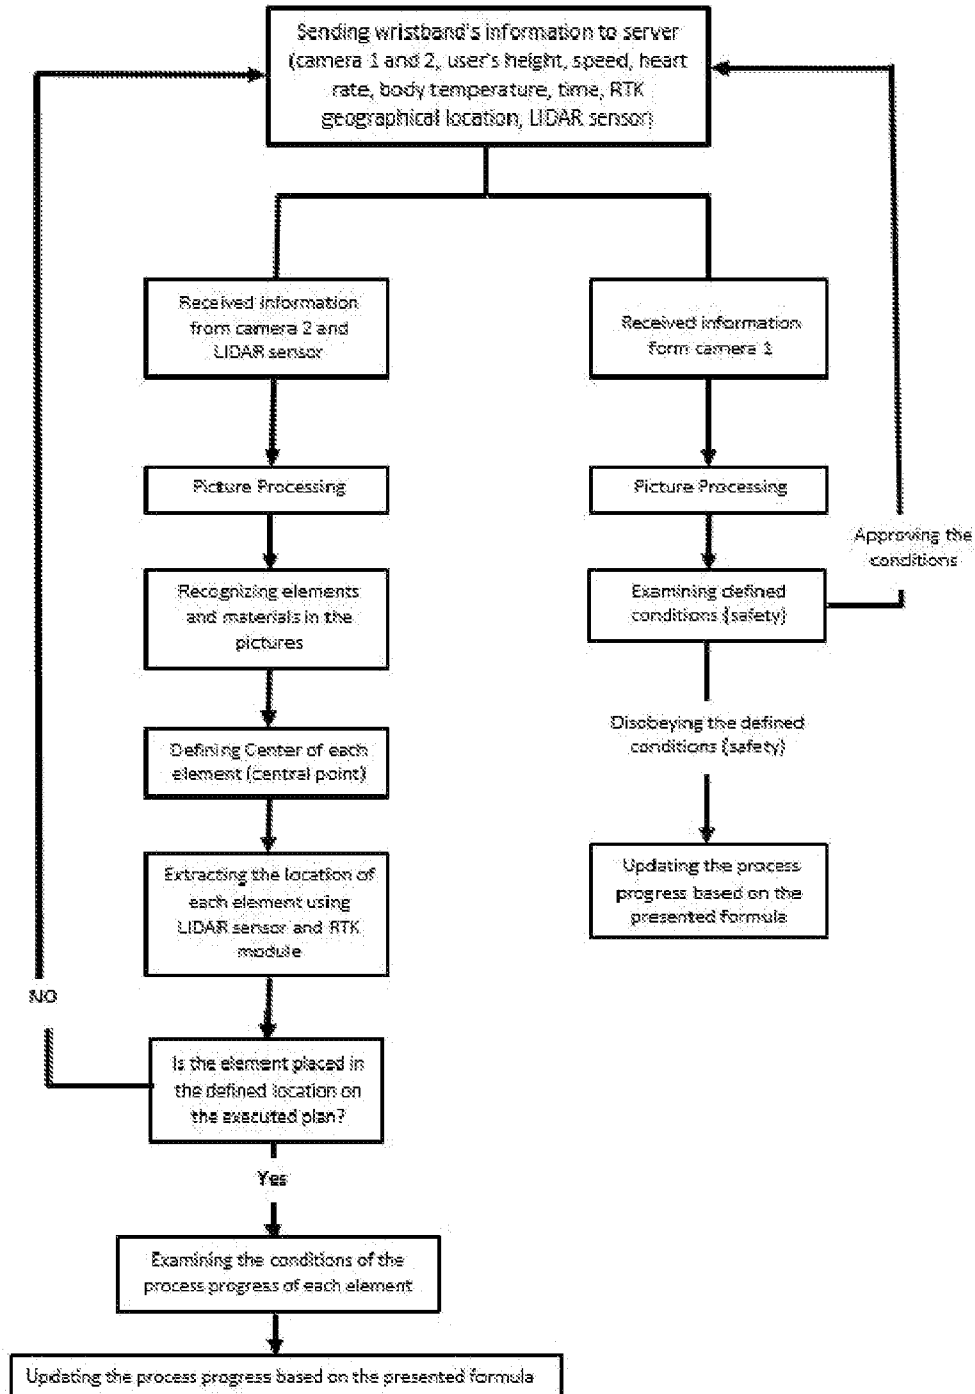 Sending wristband's information to server
(camera 1 and 2, user's height, speed, heart
rate, body temperature, time, RTK
geographical location, LIDAR sensor)
Received information
from camera 2 and
LIDAR sensor
Received information
form camera 1
Picture Processing
Picture Processing
Approving the
conditions
Recognizing elements
and materials in the
pictures
Examining defined
conditions (safety)
Disobeying the defined
conditions (safety)
Defining Center of each
element (central point)
Extracting the location of
each element using
LIDAR sensor and RTK
module
Updating the process
progress based on the
presented formula
NO
Is the element placed in
the defined location on
the executed plan?
Yes
Examining the conditions of the
process progress of each element
Updating the process progress based on the presented formula